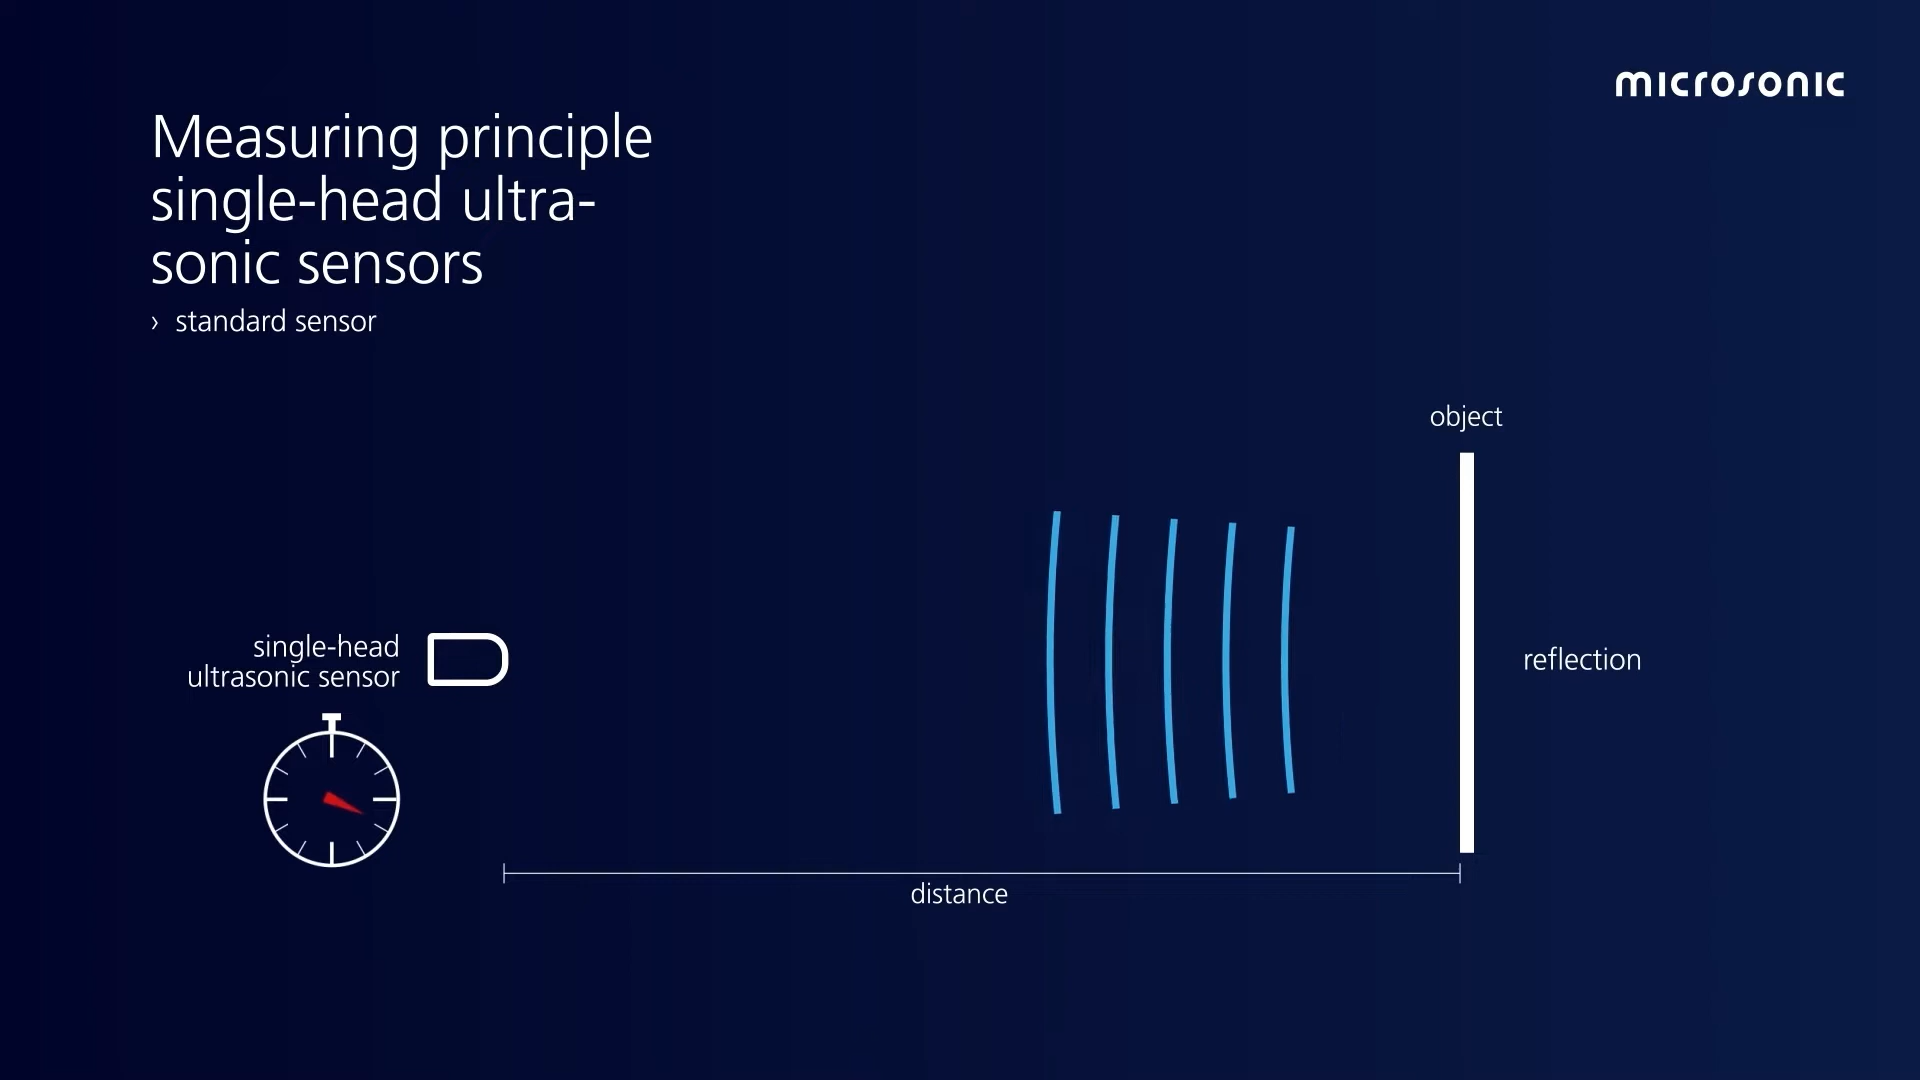 microsonic
Measuring principle
single-head ultra-
sonic sensors
› standard sensor
object
single-head
ultrasonic sensor
reflection
distance